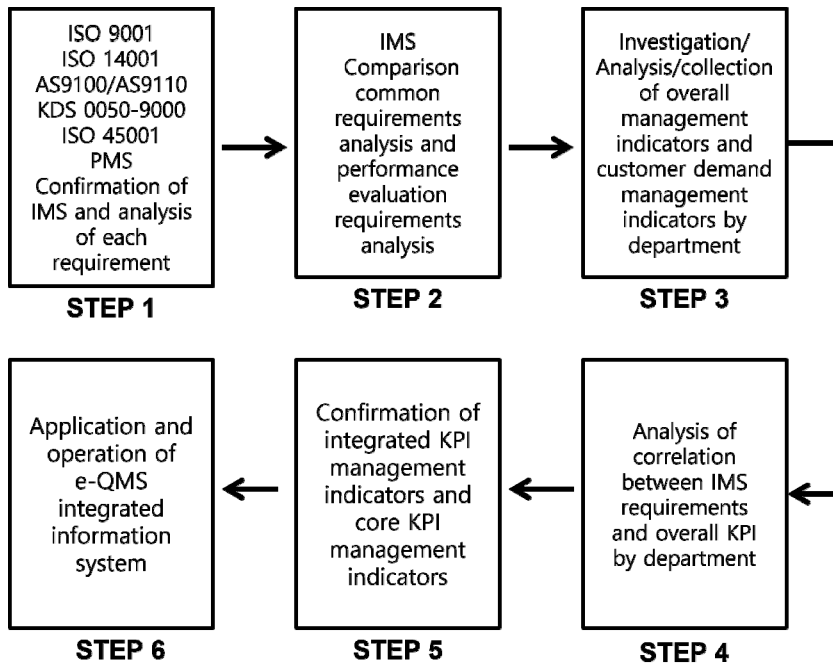 ISO 9001
ISO 14001
AS9100/AS9110
KDS 0050-9000
ISO 45001
PMS
Confirmation of
IMS and analysis
of each
requirement
STEP 1
IMS
Comparison
common
requirements
analysis and
performance
evaluation
requirements
analysis
STEP 2
Investigation/
Analysis/collection
of overall
management
indicators and
customer demand
management
indicators by
department
STEP 3
Analysis of
correlation
between IMS
requirements
and overall KPI
by department
STEP 4
Confirmation of
integrated KPI
management
indicators and
core KPI
management
indicators
STEP 5
Application and
operation of
e-QMS
integrated
information
system
STEP 6